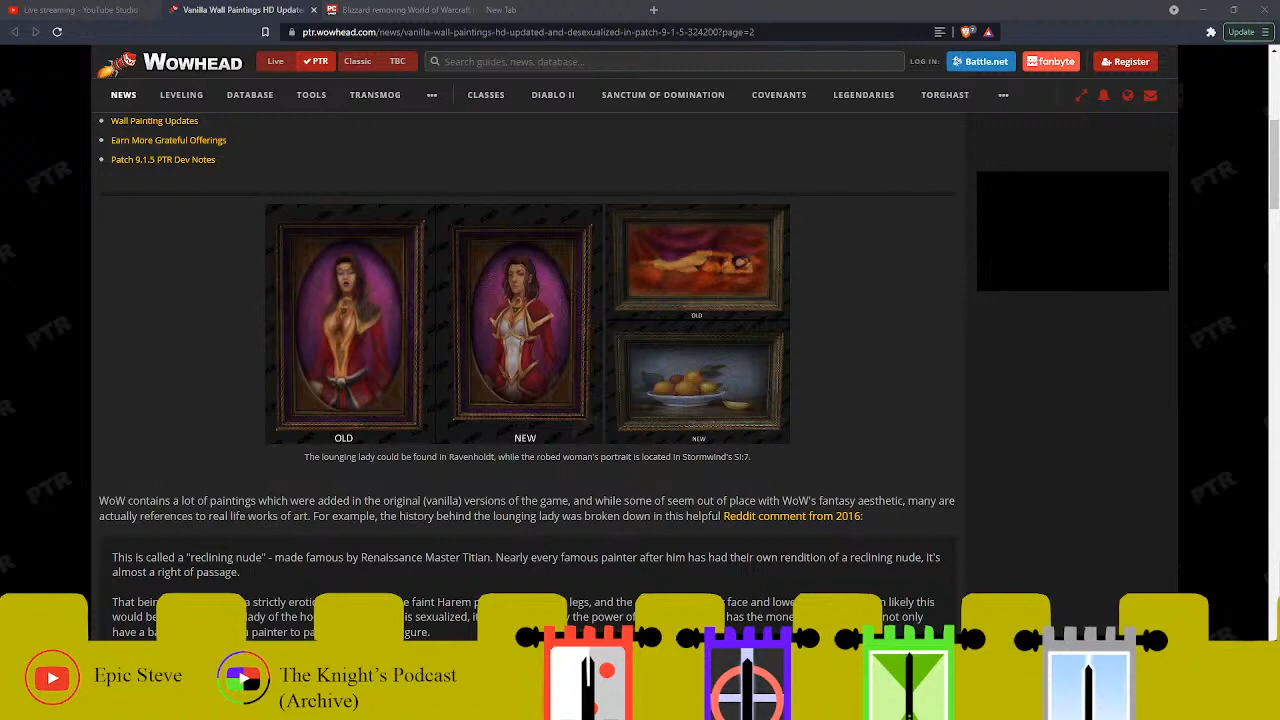 Live streaming - YouTube Studio
Vanilla Wall Paintings HD Update
Blizzard removing World of Warcraft
New Tab
ptr.wowhead.com/news/vanilla-wall-paintings-hd-updated-and-desexualized-in-patch-9-1-5-324200?page=2
Update
WOWHEAD
Live
PTR
Classic
TBC
Search guides, news, database...
LOG IN:
Battle.net
fanbyte
Register
NEWS
LEVELING
DATABASE
TOOLS
TRANSMOG
CLASSES
DIABLO II
SANCTUM OF DOMINATION
COVENANTS
LEGENDARIES
TORGHAST
Wall Painting Updates
Earn More Grateful Offerings
Patch 9.1.5 PTR Dev Notes
OLD
NEW
OLD
NEW
The lounging lady could be found in Ravenholdt, while the robed woman's portrait is located in Stormwind's SI:7.
WoW contains a lot of paintings which were added in the original (vanilla) versions of the game, and while some of seem out of place with WoW's fantasy aesthetic, many are
actually references to real life works of art. For example, the history behind the lounging lady was broken down in this helpful Reddit comment from 2016:
This is called a "reclining nude" - made famous by Renaissance Master Titian. Nearly every famous painter after him has had their own rendition of a reclining nude, it's
almost a right of passage.
That bein
a strictly eroti
e faint Harem p
legs, and the
face and lowe
n likely this
would be
lady of the ho
is sexualized, i
y the power of
has the mone
not only
have a ba
n painter to pa
gure.
Epic Steve
The Knight's Podcast
(Archive)
PTR
PTR
PTR
PTR
PTR
PTR